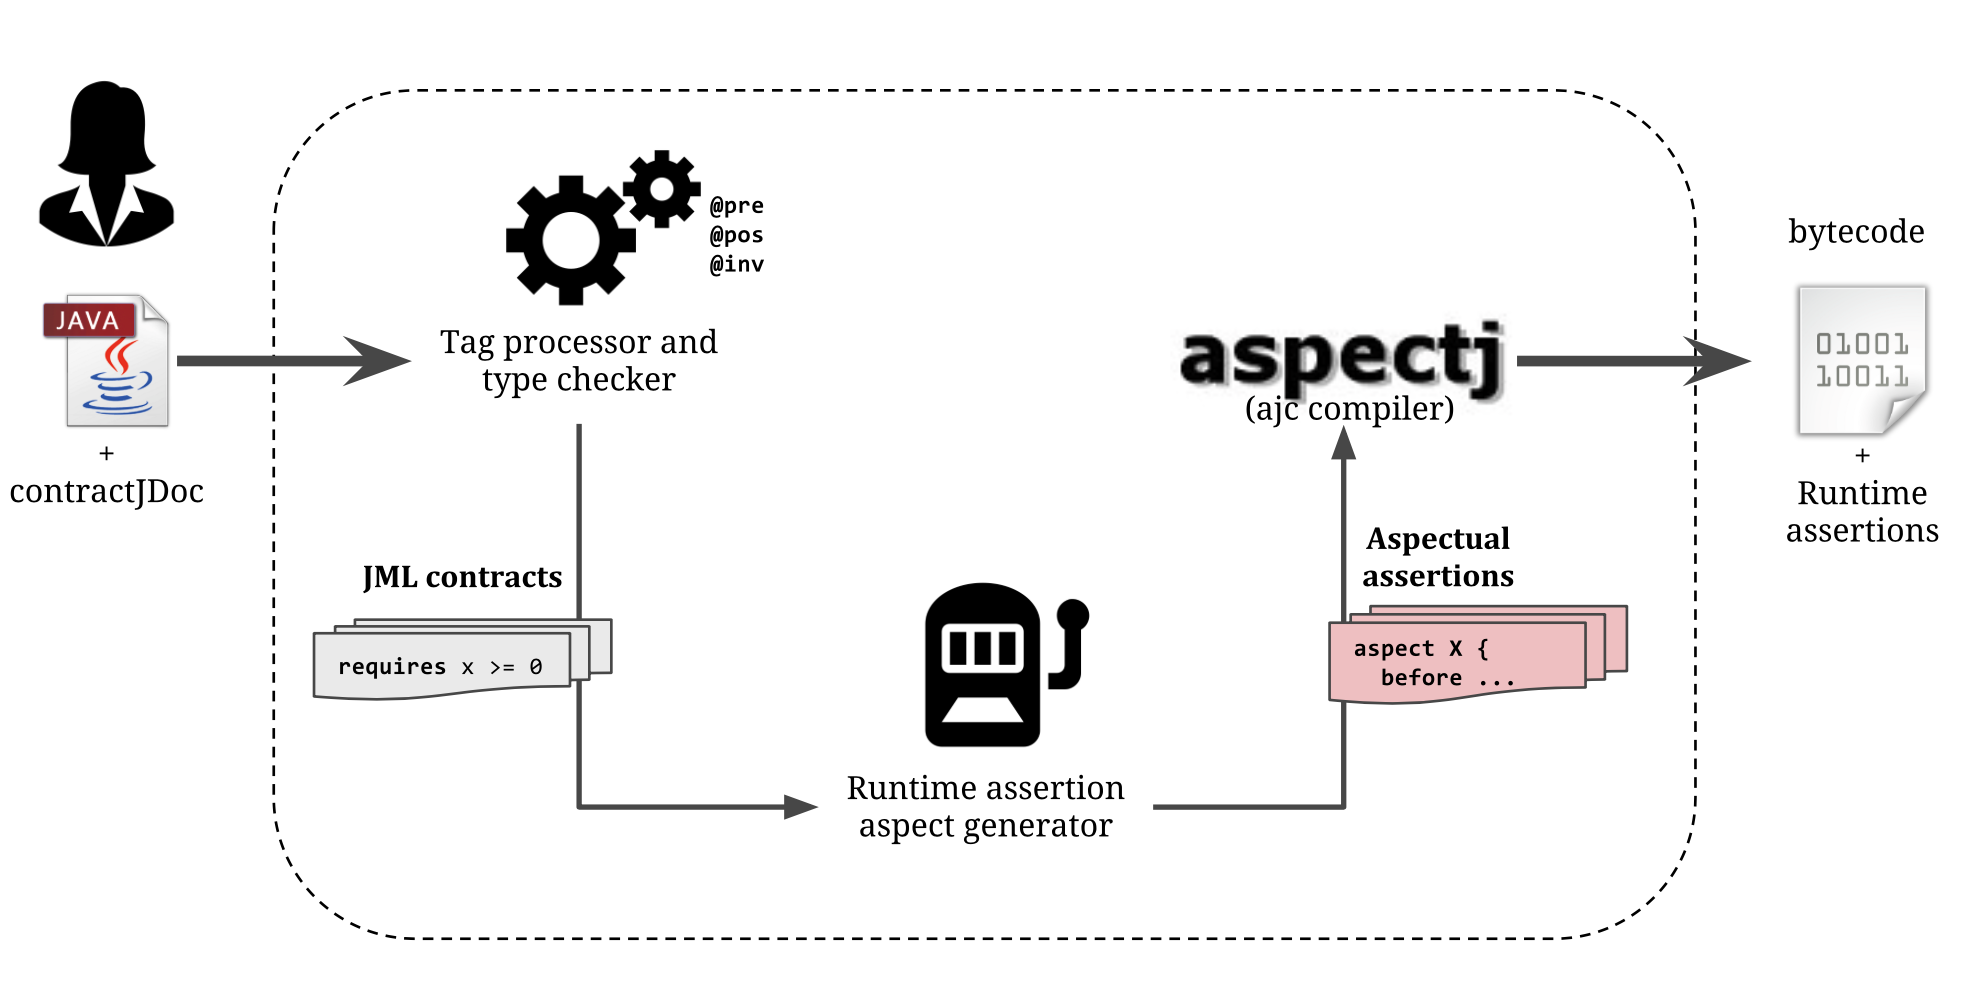 JAVA
+
contractJDoc
@pre
@pos
@inv
Tag processor and
type checker
JML contracts
requires x >= 0
Runtime assertion
aspect generator
Aspectual
assertions
aspect X {
before ...
aspectj
(ajc compiler)
bytecode
01001
10011
+
Runtime
assertions